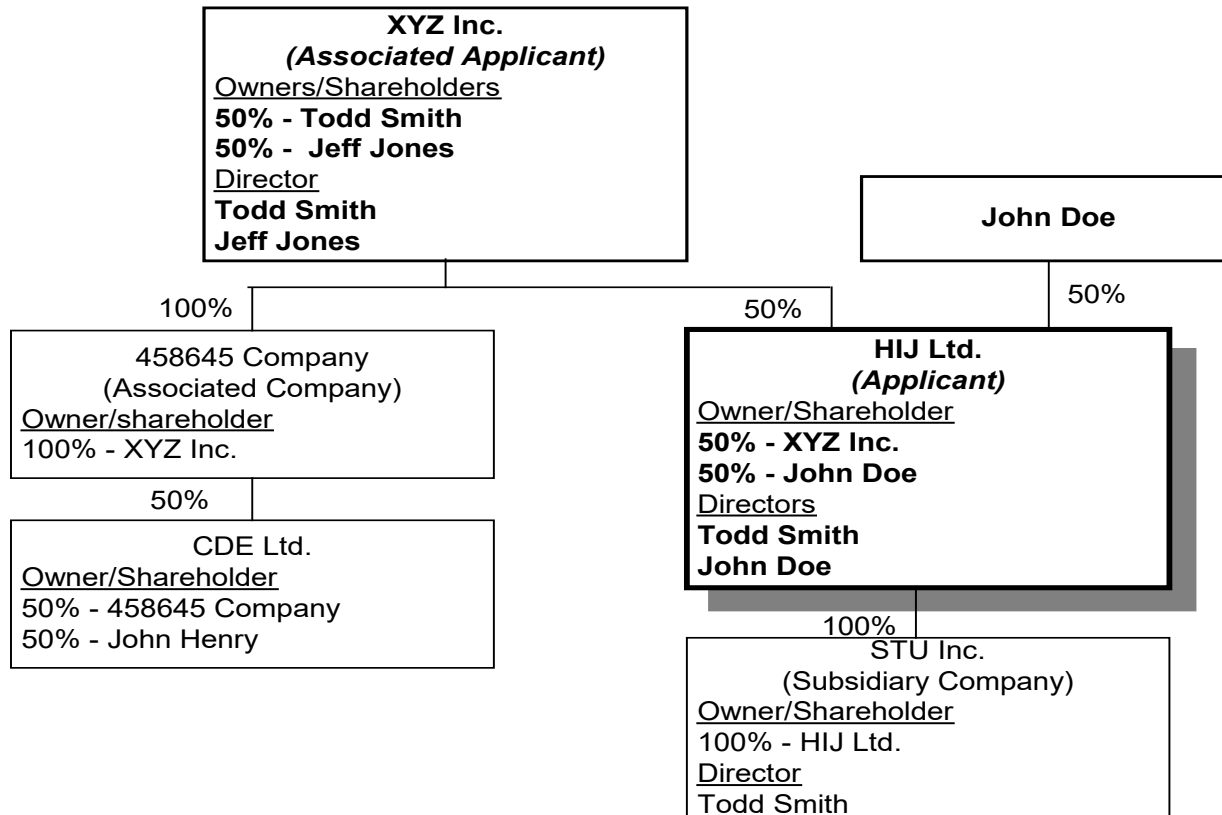 XYZ Inc.
(Associated Applicant)
Owners/Shareholders
50% - Todd Smith
50% - Jeff Jones
Director
Todd Smith
Jeff Jones
John Doe
100%
50%
50%
458645 Company
(Associated Company)
Owner/shareholder
100% - XYZ Inc.
HIJ Ltd.
(Applicant)
Owner/Shareholder
50% - XYZ Inc.
50% - John Doe
Directors
Todd Smith
John Doe
50%
CDE Ltd.
Owner/Shareholder
50% - 458645 Company
50% - John Henry
100%
STU Inc.
(Subsidiary Company)
Owner/Shareholder
100% - HIJ Ltd.
Director
Todd Smith